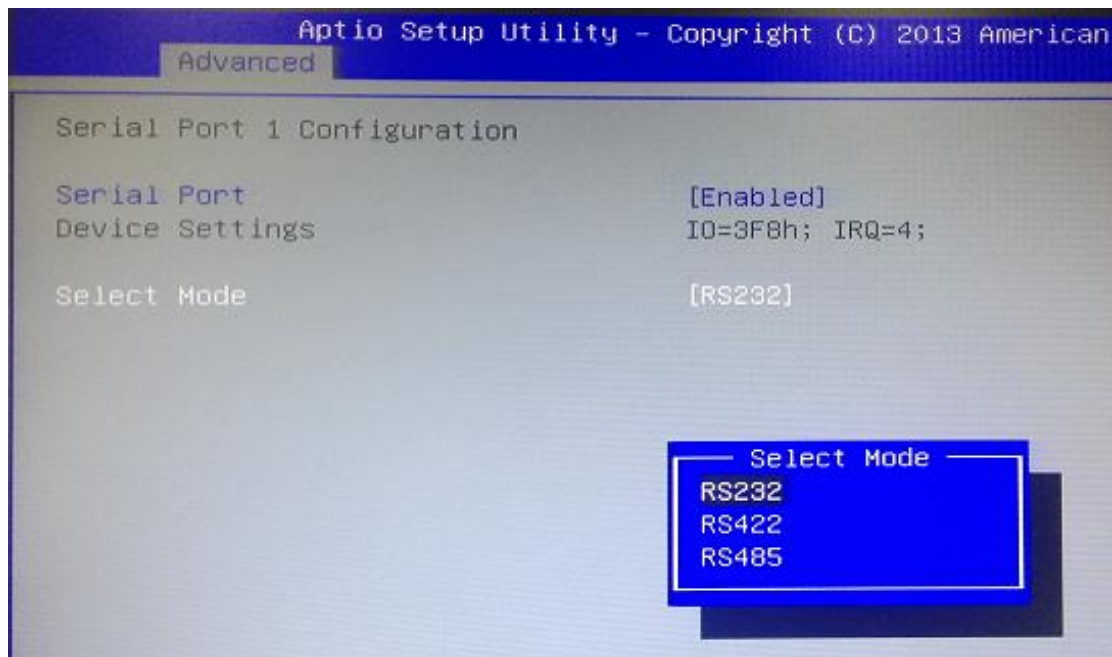 Aptio Setup Utility – Copyright (C) 2013 American
Advanced
Serial Port 1 Configuration
Serial Port [Enabled]
Device Settings IO=3F8h; IRQ=4;
Select Mode [RS232]
Select Mode
RS232
RS422
RS485